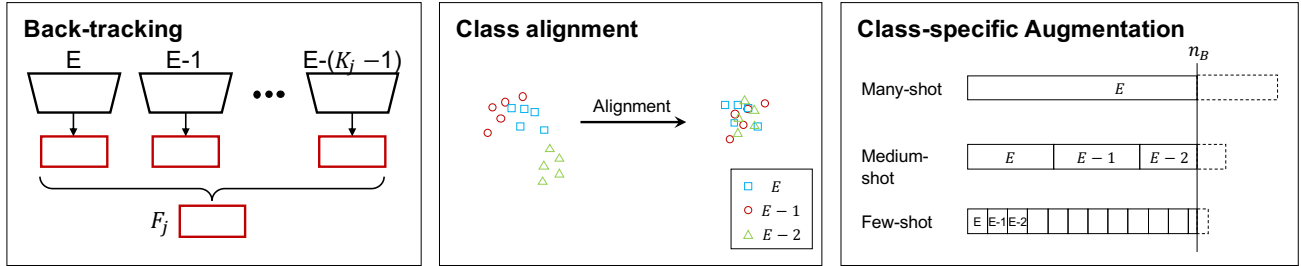 Back-tracking
E
E-1
E-(K_j −1)
•••
F_j
Class alignment
Alignment
E
E − 1
E − 2
Class-specific Augmentation
n_B
Many-shot
E
Medium-
shot
E
E − 1
E − 2
Few-shot
E
E-1
E-2